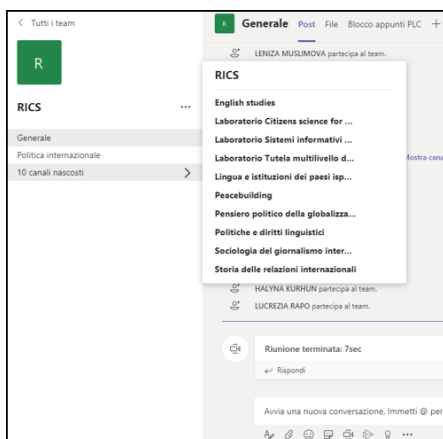 Tutti i team
R
RICS
Generale
Politica internazionale
10 canali nascosti
R Generale Post File Blocco appunti PLC
LENIZA MUSLIMOVA partecipa al team.
RICS
English studies
Laboratorio Citizens science for ...
Laboratorio Sistemi informativi ...
Laboratorio Tutela multilivello d...
Lingua e istituzioni dei paesi isp...
Peacebuilding
Pensiero politico della globalizza...
Politiche e diritti linguistici
Sociologia del giornalismo inter...
Storia delle relazioni internazionali
Mostra cana
HALYNA KURHUN partecipa al team.
LUCREZIA RAPO partecipa al team.
Riunione terminata: 7sec
Rispondi
Avvia una nuova conversazione. Immetti @ per